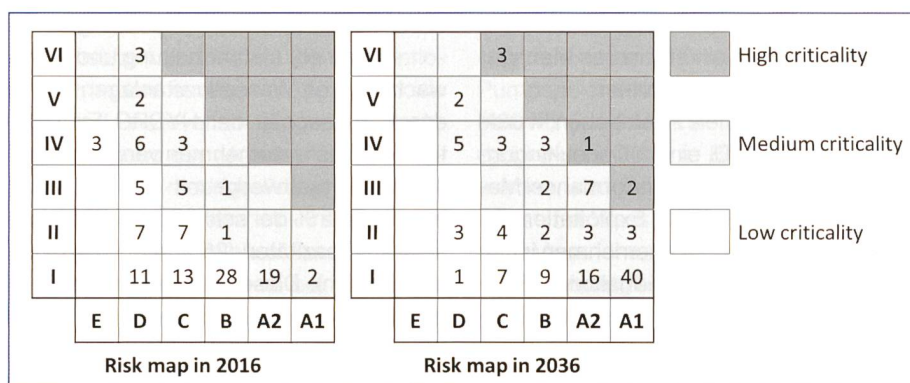 VI 3 VI 3 High criticality
V 2 V 2
IV 3 6 3 IV 5 3 3 1 Medium criticality
III 5 5 1 III 2 7 2
II 7 7 1 II 3 4 2 3 3 Low criticality
I 11 13 28 19 2 I 1 7 9 16 40
E D C B A2 A1 E D C B A2 A1
Risk map in 2016 Risk map in 2036